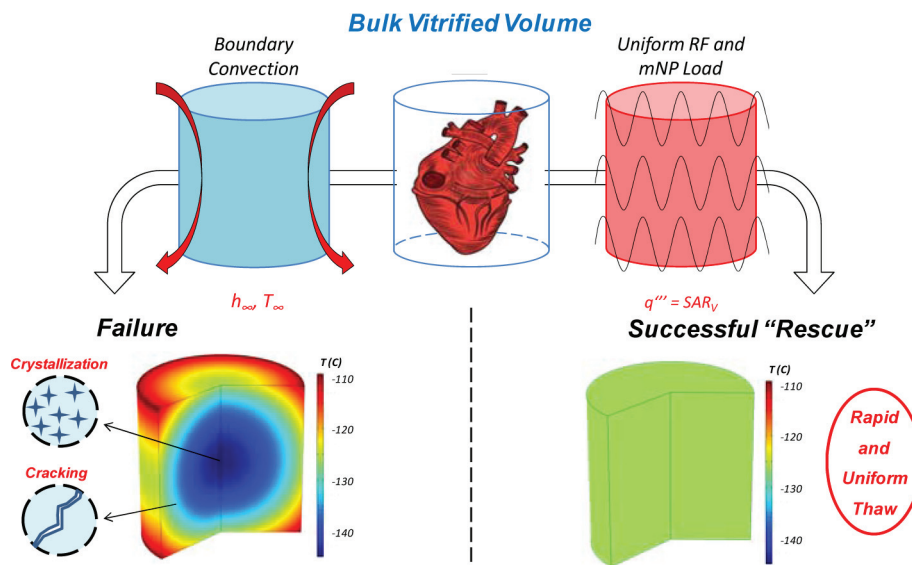 Bulk Vitrified Volume
Boundary
Convection
Uniform RF and
mNP Load
h∞, T∞
q''' = SARV
Failure
Successful “Rescue”
Crystallization
Cracking
T (C)
-110
-120
-130
-140
T (C)
-110
-120
-130
-140
Rapid
and
Uniform
Thaw